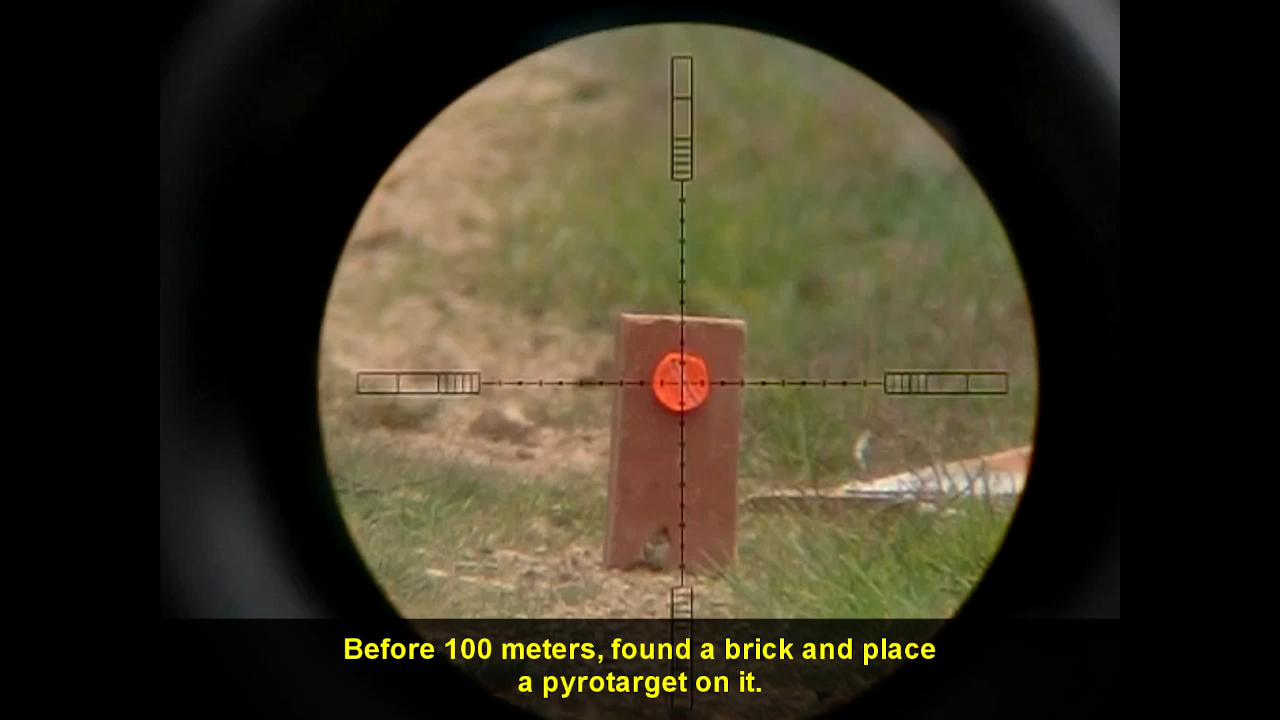 Before 100 meters, found a brick and place
a pyrotarget on it.